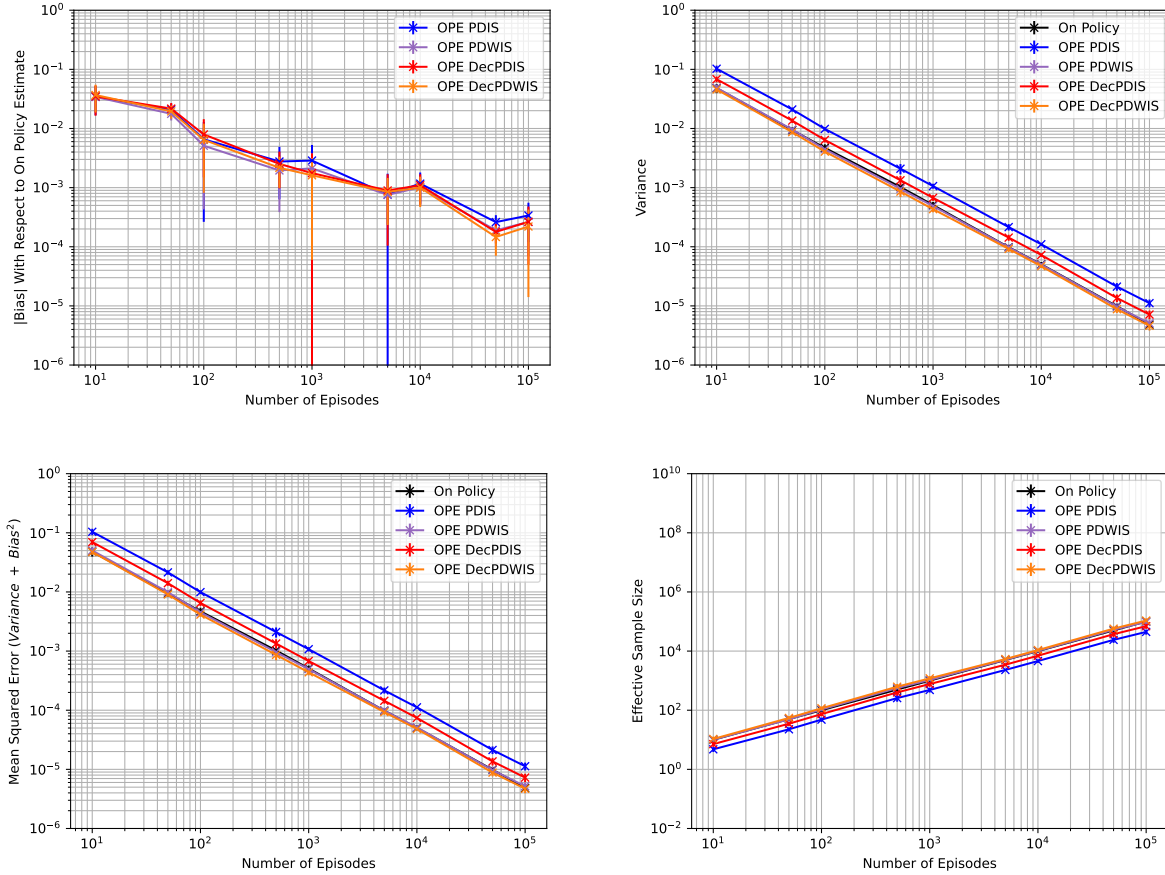 |Bias| With Respect to On Policy Estimate
10^0
10^-1
10^-2
10^-3
10^-4
10^-5
10^-6
OPE PDIS
OPE PDWIS
OPE DecPDIS
OPE DecPDWIS
10^1
10^2
10^3
10^4
10^5
Number of Episodes
Variance
10^0
10^-1
10^-2
10^-3
10^-4
10^-5
10^-6
On Policy
OPE PDIS
OPE PDWIS
OPE DecPDIS
OPE DecPDWIS
10^1
10^2
10^3
10^4
10^5
Number of Episodes
Mean Squared Error (Variance + Bias^2)
10^0
10^-1
10^-2
10^-3
10^-4
10^-5
10^-6
On Policy
OPE PDIS
OPE PDWIS
OPE DecPDIS
OPE DecPDWIS
10^1
10^2
10^3
10^4
10^5
Number of Episodes
Effective Sample Size
10^10
10^8
10^6
10^4
10^2
10^0
10^-2
On Policy
OPE PDIS
OPE PDWIS
OPE DecPDIS
OPE DecPDWIS
10^1
10^2
10^3
10^4
10^5
Number of Episodes